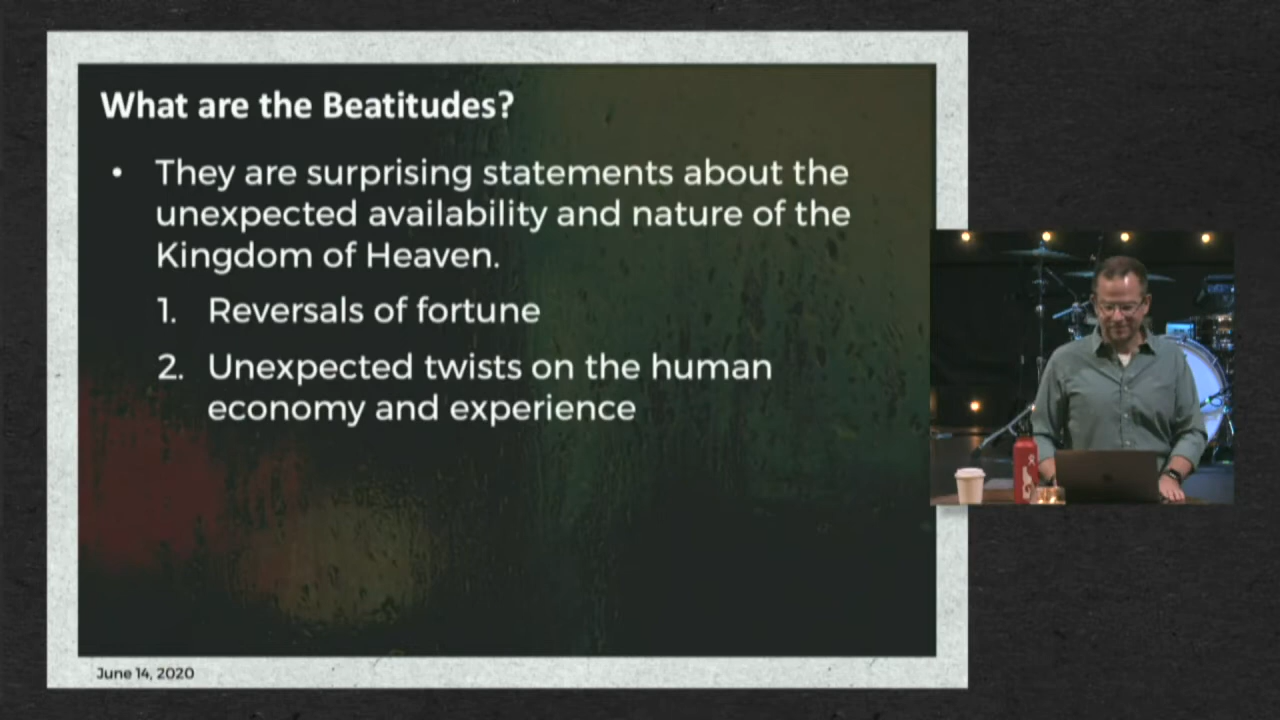 What are the Beatitudes?
• They are surprising statements about the
unexpected availability and nature of the
Kingdom of Heaven.
1. Reversals of fortune
2. Unexpected twists on the human
economy and experience
June 14, 2020